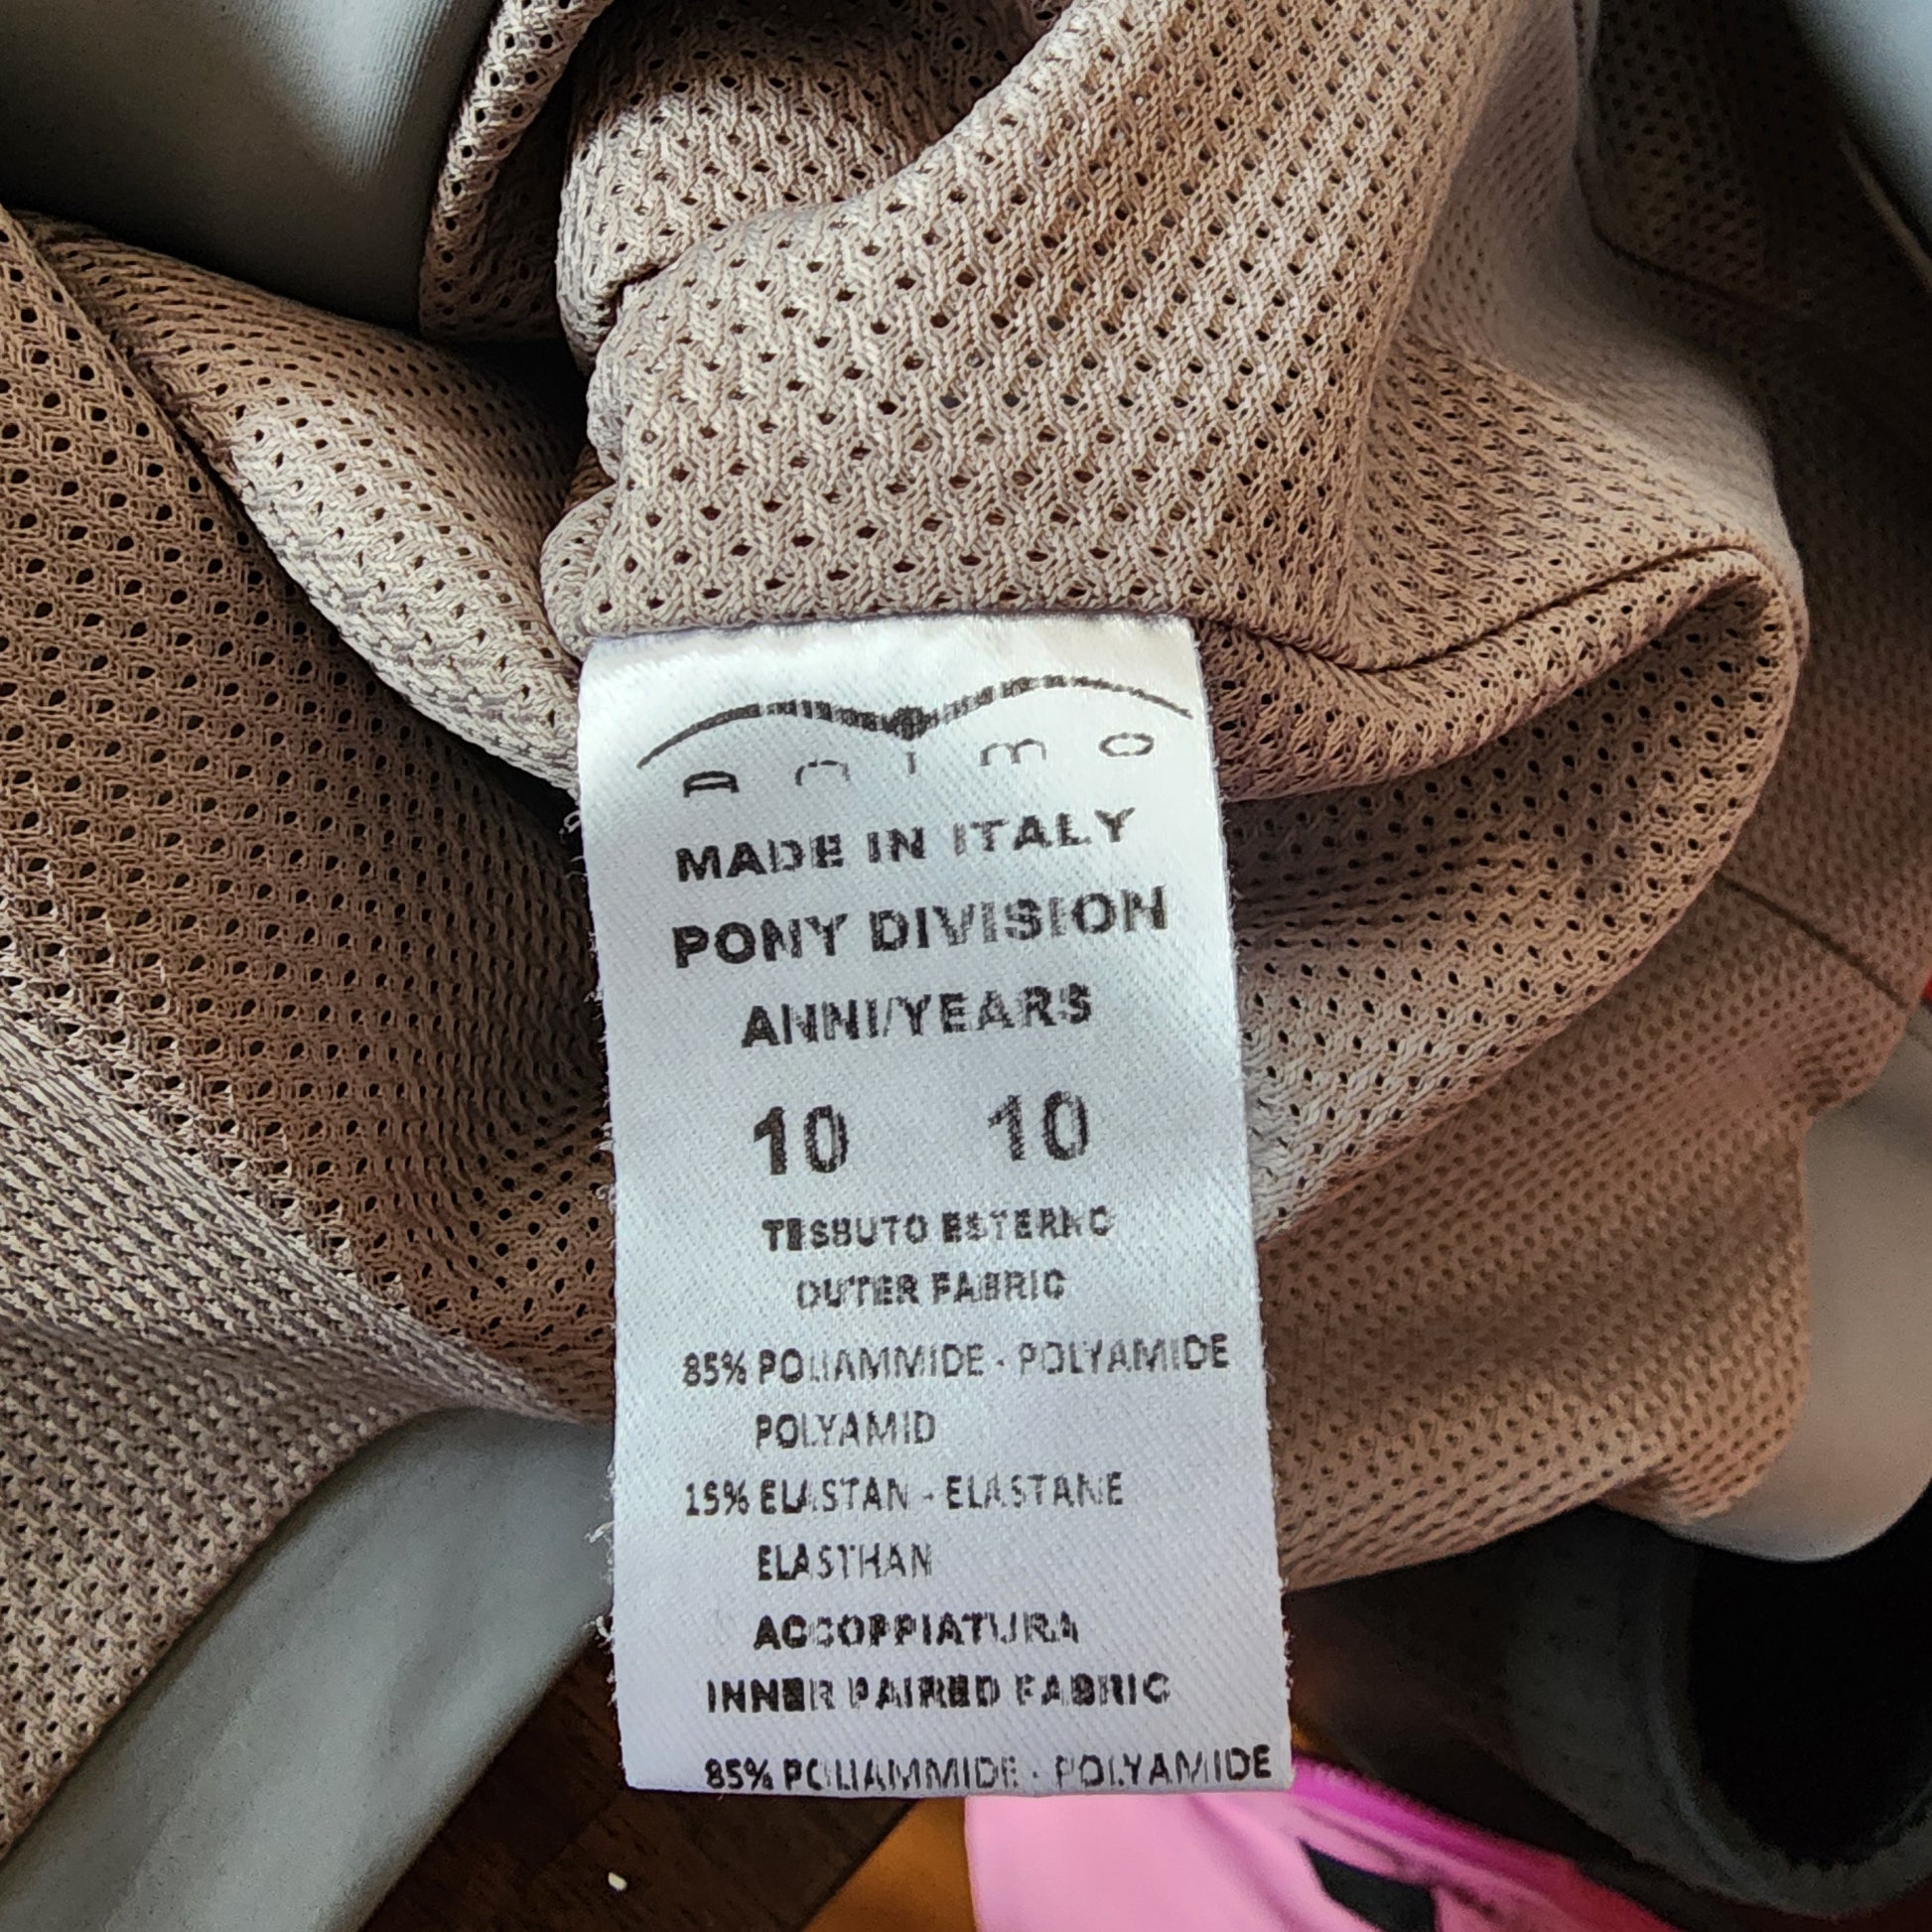 animo
MADE IN ITALY
PONY DIVISION
ANNI/YEARS
10 10
TESSUTO ESTERNO
OUTER FABRIC
85% POLIAMMIDE - POLYAMIDE
POLYAMID
15% ELASTAN - ELASTANE
ELASTHAN
ACCOPPIATURA
INNER PAIRED FABRIC
85% POLIAMMIDE - POLYAMIDE